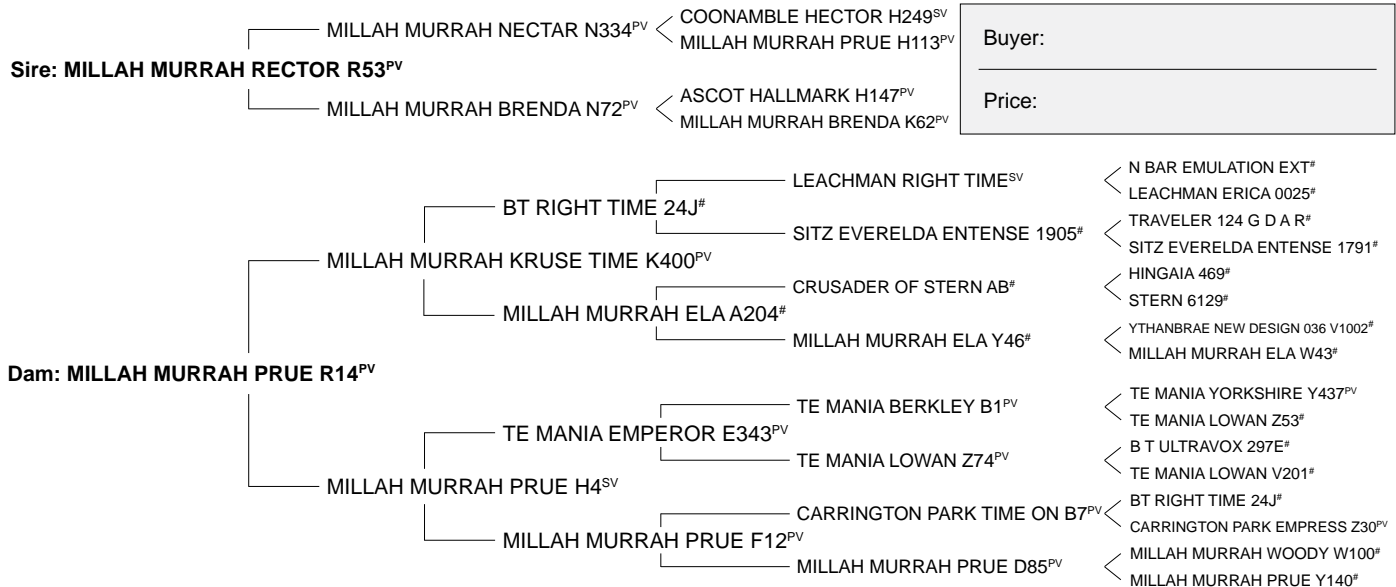 MILLAH MURRAH NECTAR N334PV
COONAMBLE HECTOR H249SV
MILLAH MURRAH PRUE H113PV
Sire: MILLAH MURRAH RECTOR R53PV
MILLAH MURRAH BRENDA N72PV
ASCOT HALLMARK H147PV
MILLAH MURRAH BRENDA K62PV
Buyer:
Price:
N BAR EMULATION EXT#
LEACHMAN RIGHT TIMESV
LEACHMAN ERICA 0025#
BT RIGHT TIME 24J#
TRAVELER 124 G D A R#
SITZ EVERELDA ENTENSE 1905#
SITZ EVERELDA ENTENSE 1791#
MILLAH MURRAH KRUSE TIME K400PV
HINGAIA 469#
CRUSADER OF STERN AB#
STERN 6129#
MILLAH MURRAH ELA A204#
YTHANBRAE NEW DESIGN 036 V1002#
MILLAH MURRAH ELA Y46#
MILLAH MURRAH ELA W43#
Dam: MILLAH MURRAH PRUE R14PV
TE MANIA YORKSHIRE Y437PV
TE MANIA BERKLEY B1PV
TE MANIA LOWAN Z53#
TE MANIA EMPEROR E343PV
B T ULTRAVOX 297E#
TE MANIA LOWAN Z74PV
TE MANIA LOWAN V201#
MILLAH MURRAH PRUE H4SV
BT RIGHT TIME 24J#
CARRINGTON PARK TIME ON B7PV
CARRINGTON PARK EMPRESS Z30PV
MILLAH MURRAH PRUE F12PV
MILLAH MURRAH WOODY W100#
MILLAH MURRAH PRUE D85PV
MILLAH MURRAH PRUE Y140#